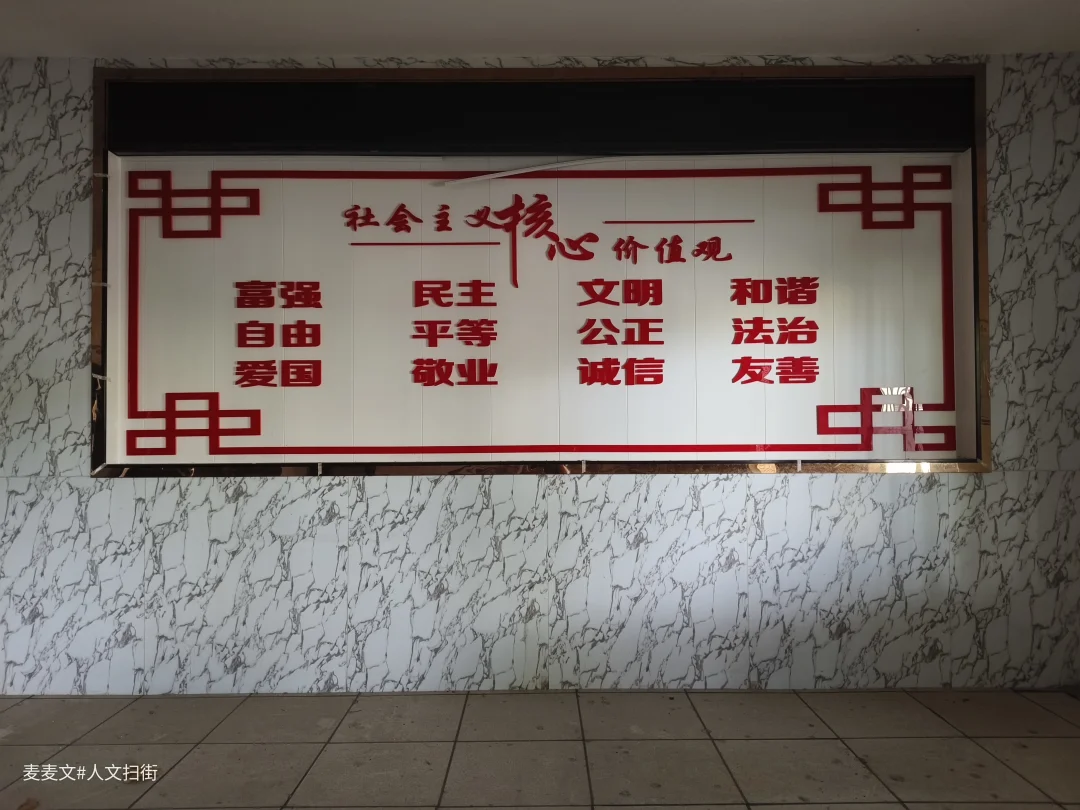 社会主义核心价值观
富强 民主 文明 和谐
自由 平等 公正 法治
爱国 敬业 诚信 友善
麦麦文#人文扫街